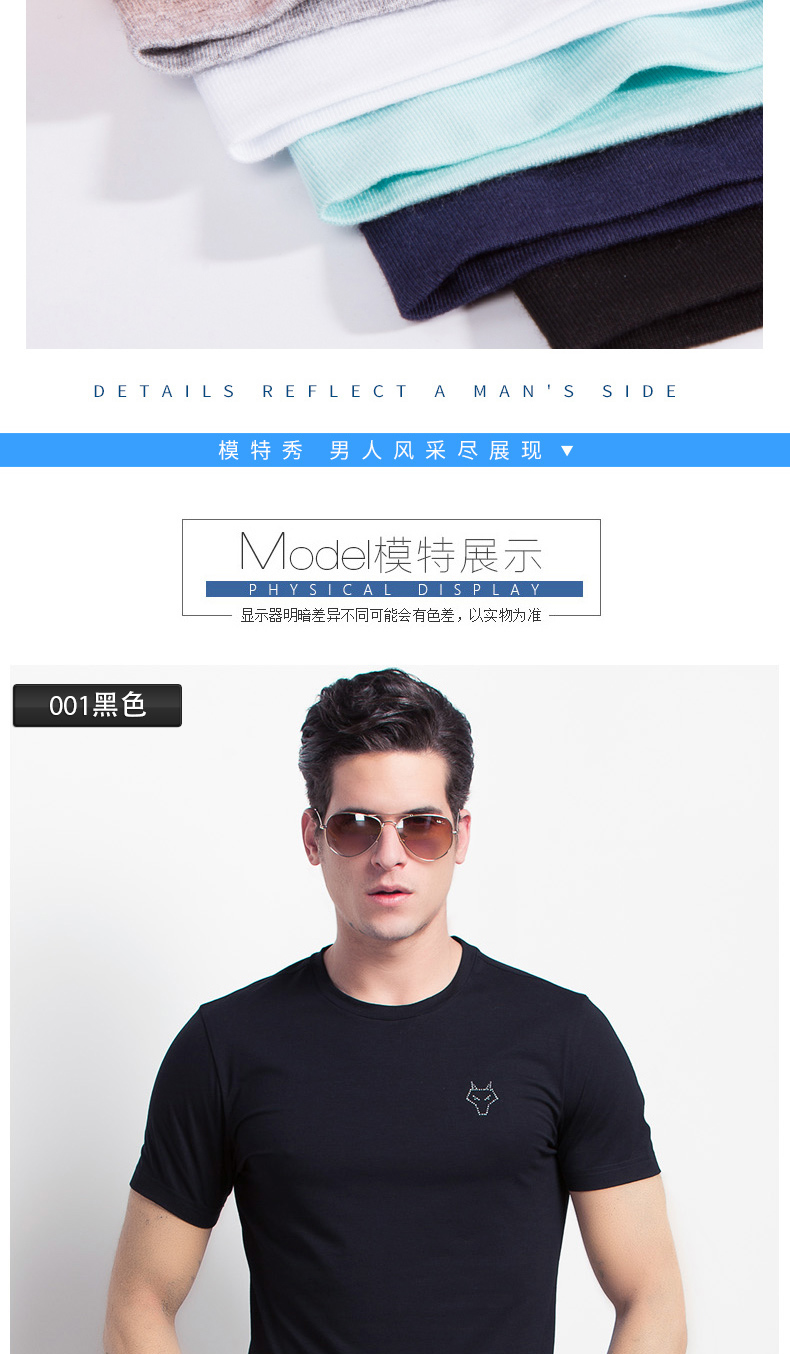 DETAILS REFLECT A MAN'S SIDE
模特秀 男人风采尽展现 ▼
Model模特展示
PHYSICAL DISPLAY
显示器明暗差异不同可能会有色差，以实物为准
001黑色